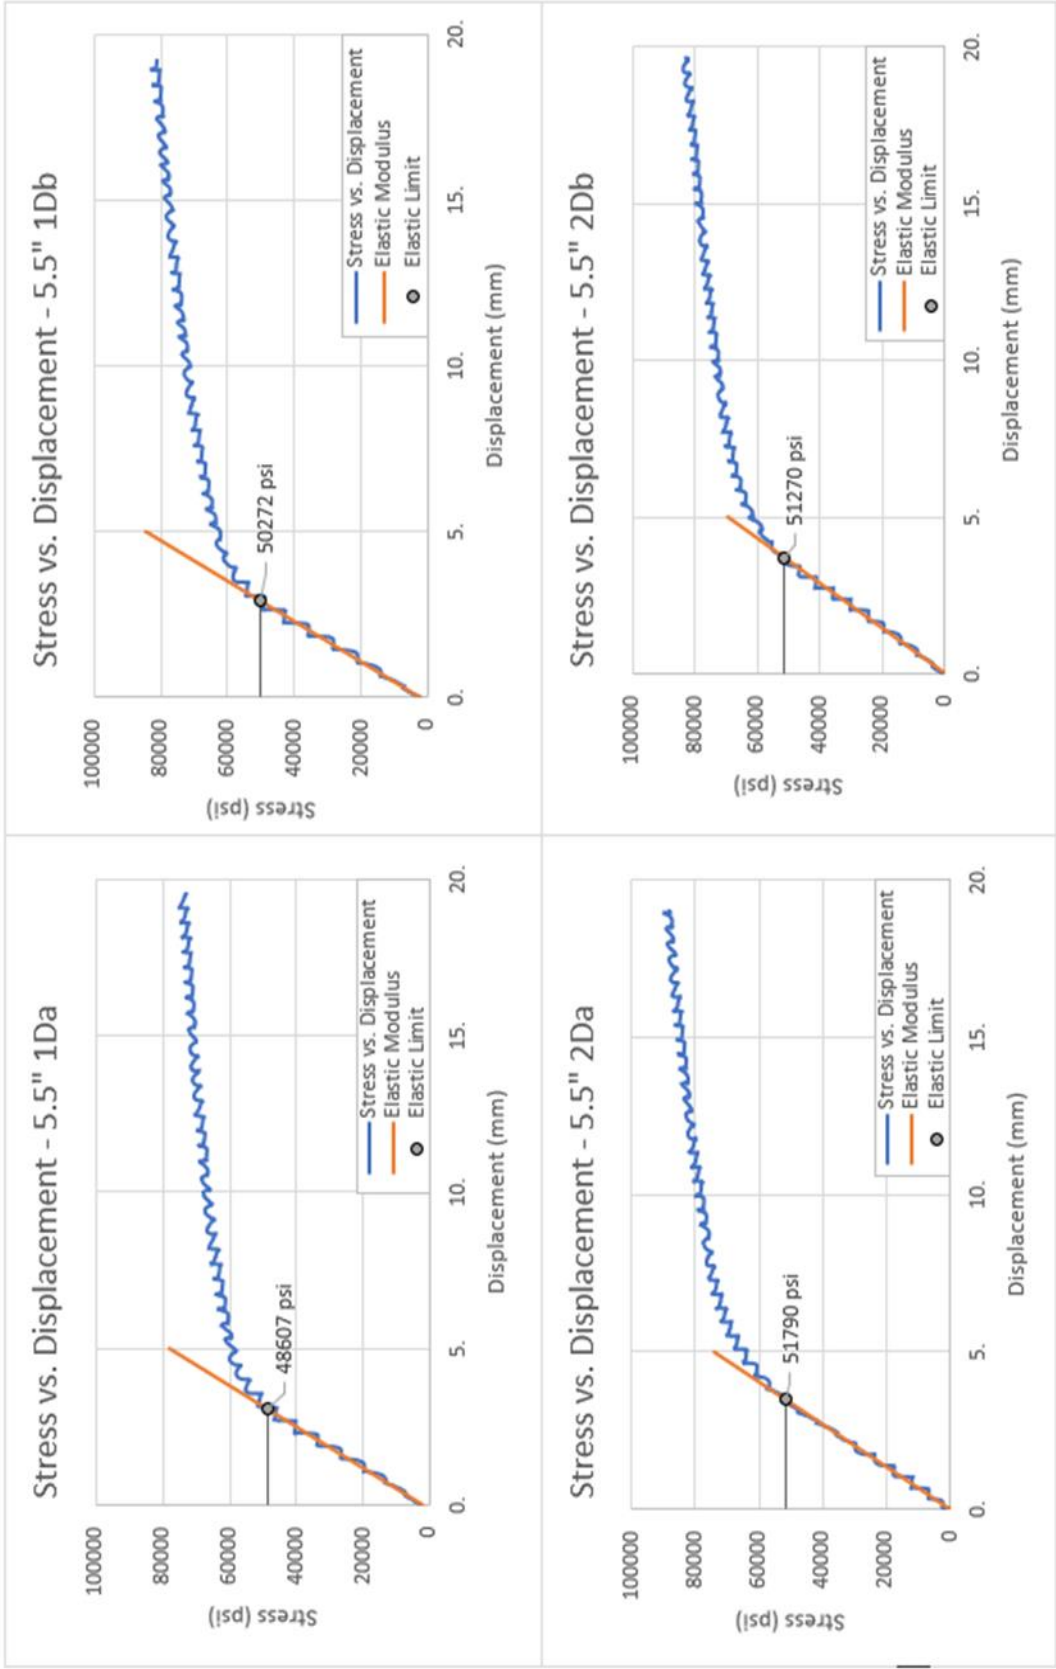 Stress vs. Displacement - 5.5" 1Da
100000
80000
60000
40000
20000
0
Stress (psi)
48607 psi
Stress vs. Displacement
Elastic Modulus
Elastic Limit
0.
5.
10.
15.
20.
Displacement (mm)
Stress vs. Displacement - 5.5" 1Db
100000
80000
60000
40000
20000
0
Stress (psi)
50272 psi
Stress vs. Displacement
Elastic Modulus
Elastic Limit
0.
5.
10.
15.
20.
Displacement (mm)
Stress vs. Displacement - 5.5" 2Da
100000
80000
60000
40000
20000
0
Stress (psi)
51790 psi
Stress vs. Displacement
Elastic Modulus
Elastic Limit
0.
5.
10.
15.
20.
Displacement (mm)
Stress vs. Displacement - 5.5" 2Db
100000
80000
60000
40000
20000
0
Stress (psi)
51270 psi
Stress vs. Displacement
Elastic Modulus
Elastic Limit
0.
5.
10.
15.
20.
Displacement (mm)